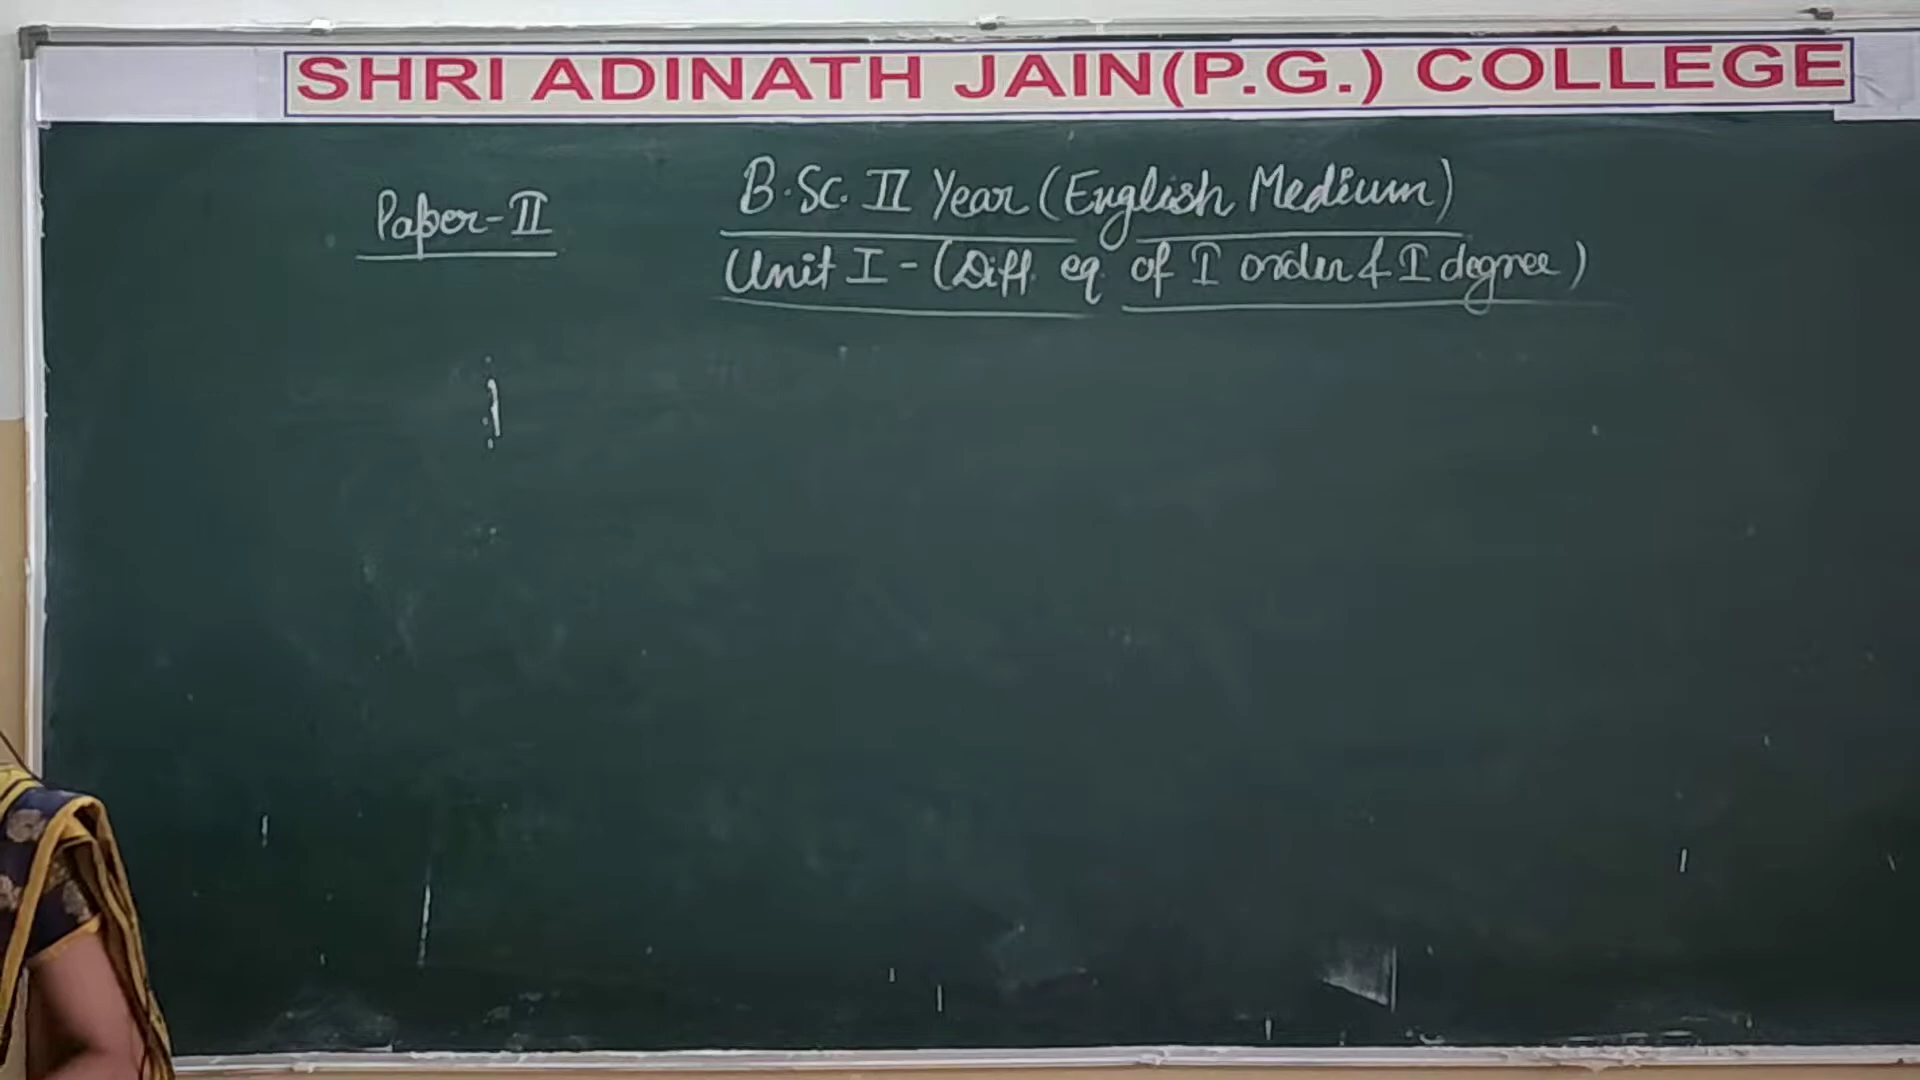 SHRI ADINATH JAIN(P.G.) COLLEGE
Paper-II
B.Sc. II Year (English Medium)
Unit I - (Diff. eq. of I order & I degree)